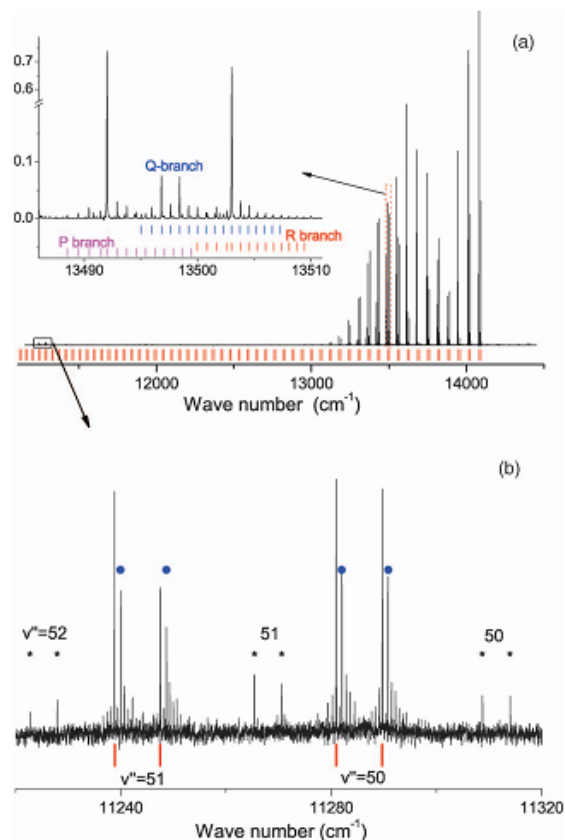 (a)
0.7
0.6
0.1
0.0
Q-branch
P branch
R branch
13490 13500 13510
12000 13000 14000
Wave number (cm⁻¹)
(b)
v"=52
51
50
* * * * * *
v"=51
v"=50
11240 11280 11320
Wave number (cm⁻¹)